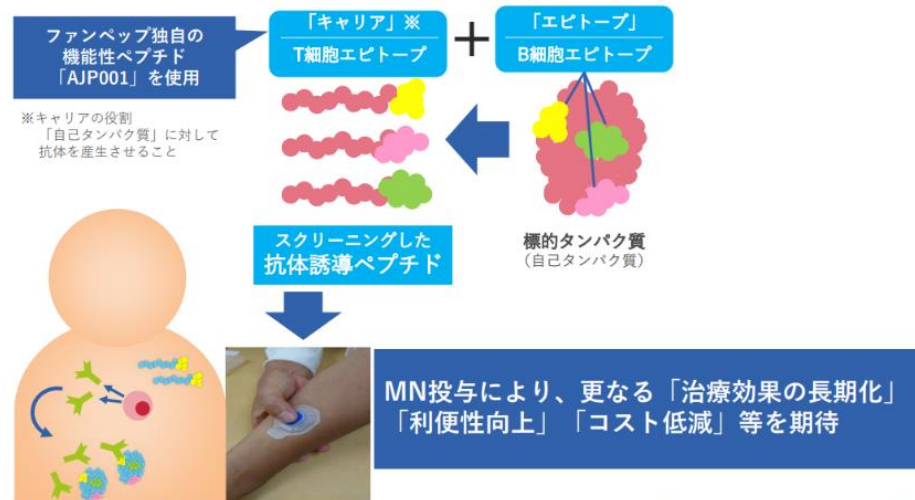 ファンペップ独自の
機能性ペプチド
「AJP001」を使用
「キャリア」※
T細胞エピトープ
+
「エピトープ」
B細胞エピトープ
※キャリアの役割
「自己タンパク質」に対して
抗体を産生させること
標的タンパク質
(自己タンパク質)
スクリーニングした
抗体誘導ペプチド
MN投与により、更なる「治療効果の長期化」
「利便性向上」「コスト低減」等を期待